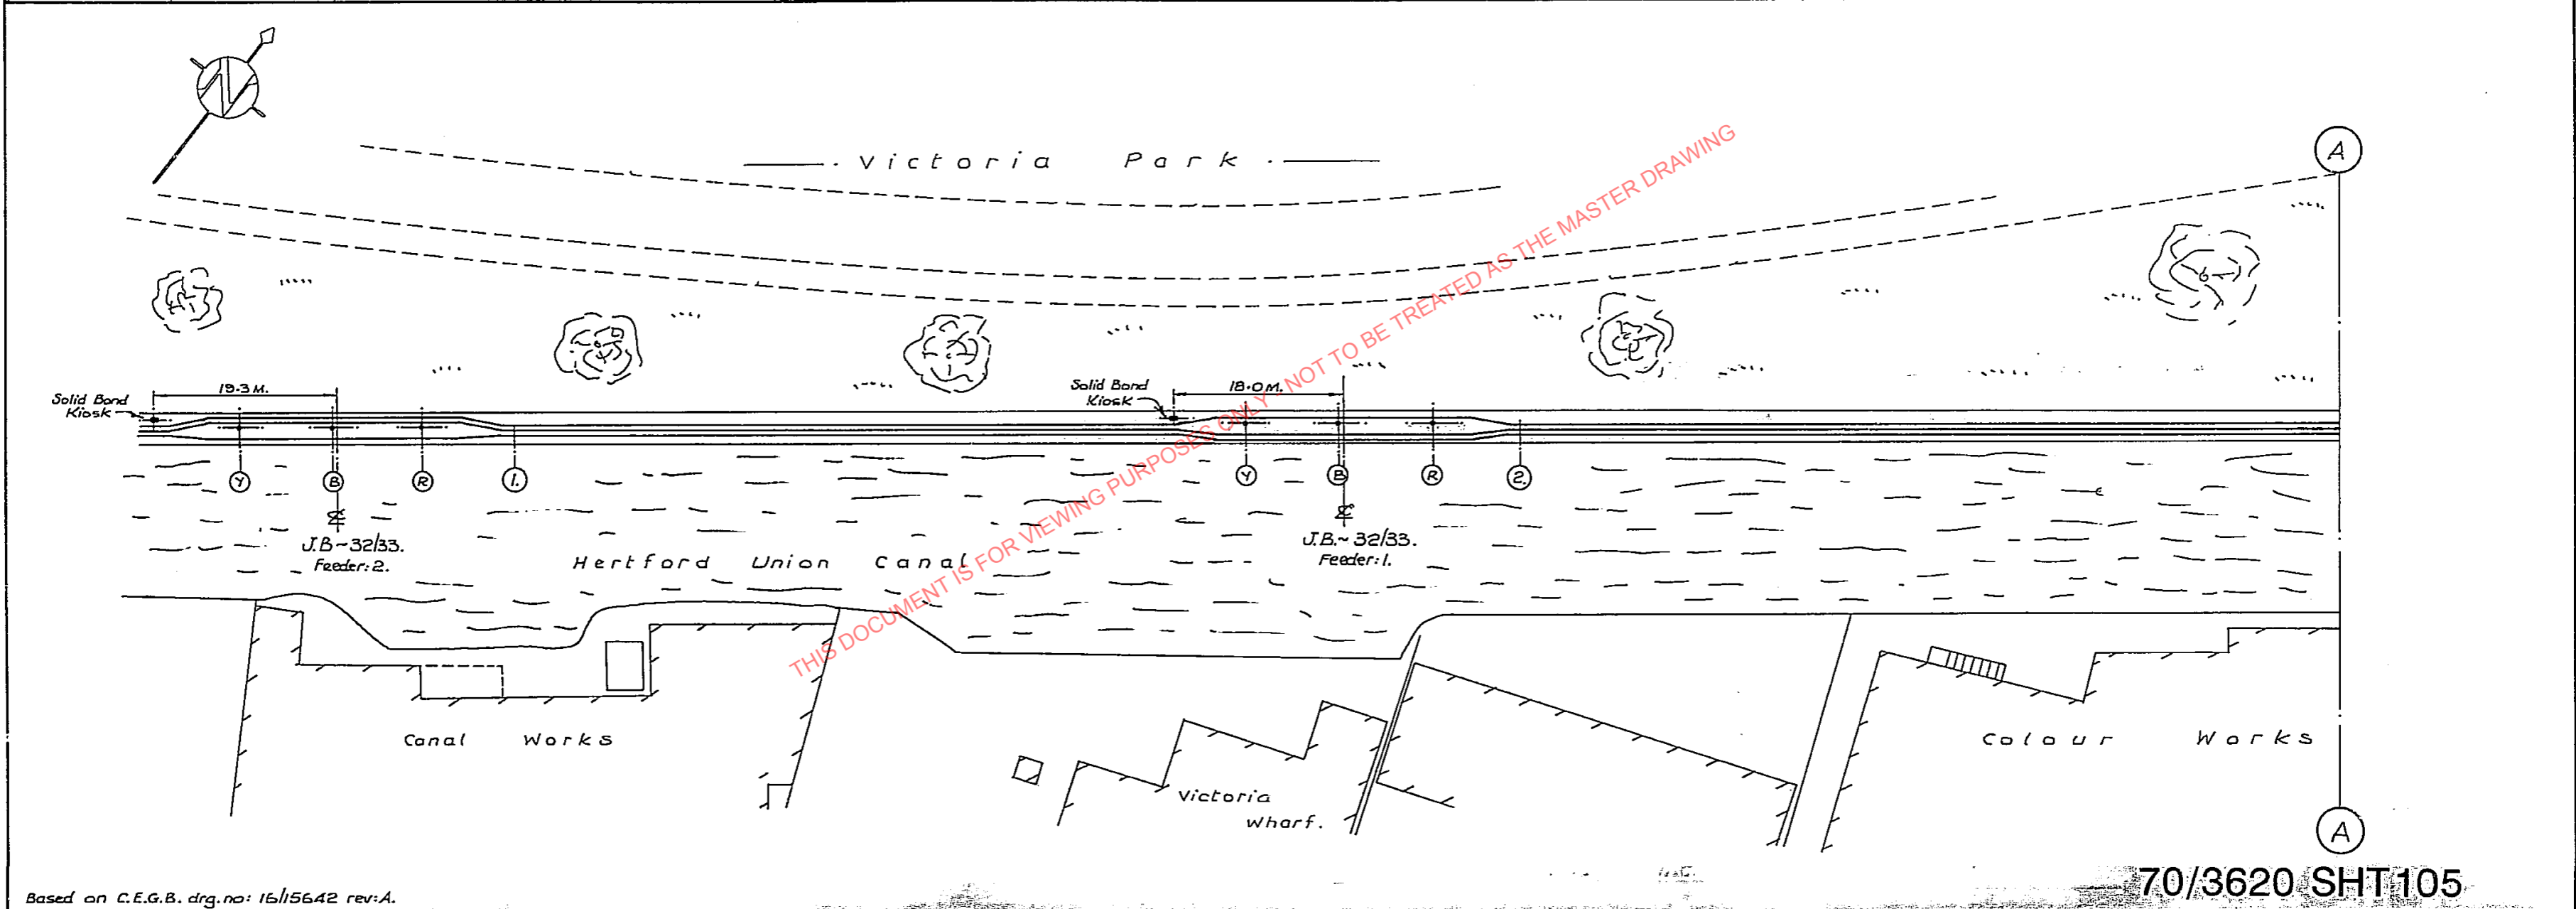 N
Victoria Park
A
Solid Bond
Kiosk
19.3 M.
Solid Bond
Kiosk
18.0 M.
Y
B
R
1.
Y
B
R
2.
℄
J.B~32/33.
Feeder:2.
℄
J.B.~32/33.
Feeder:1.
Hertford Union Canal
THIS DOCUMENT IS FOR VIEWING PURPOSES ONLY - NOT TO BE TREATED AS THE MASTER DRAWING
Canal Works
Victoria
Wharf.
Colour Works
A
70/3620 SHT105
Based on C.E.G.B. drg.no: 16/15642 rev:A.